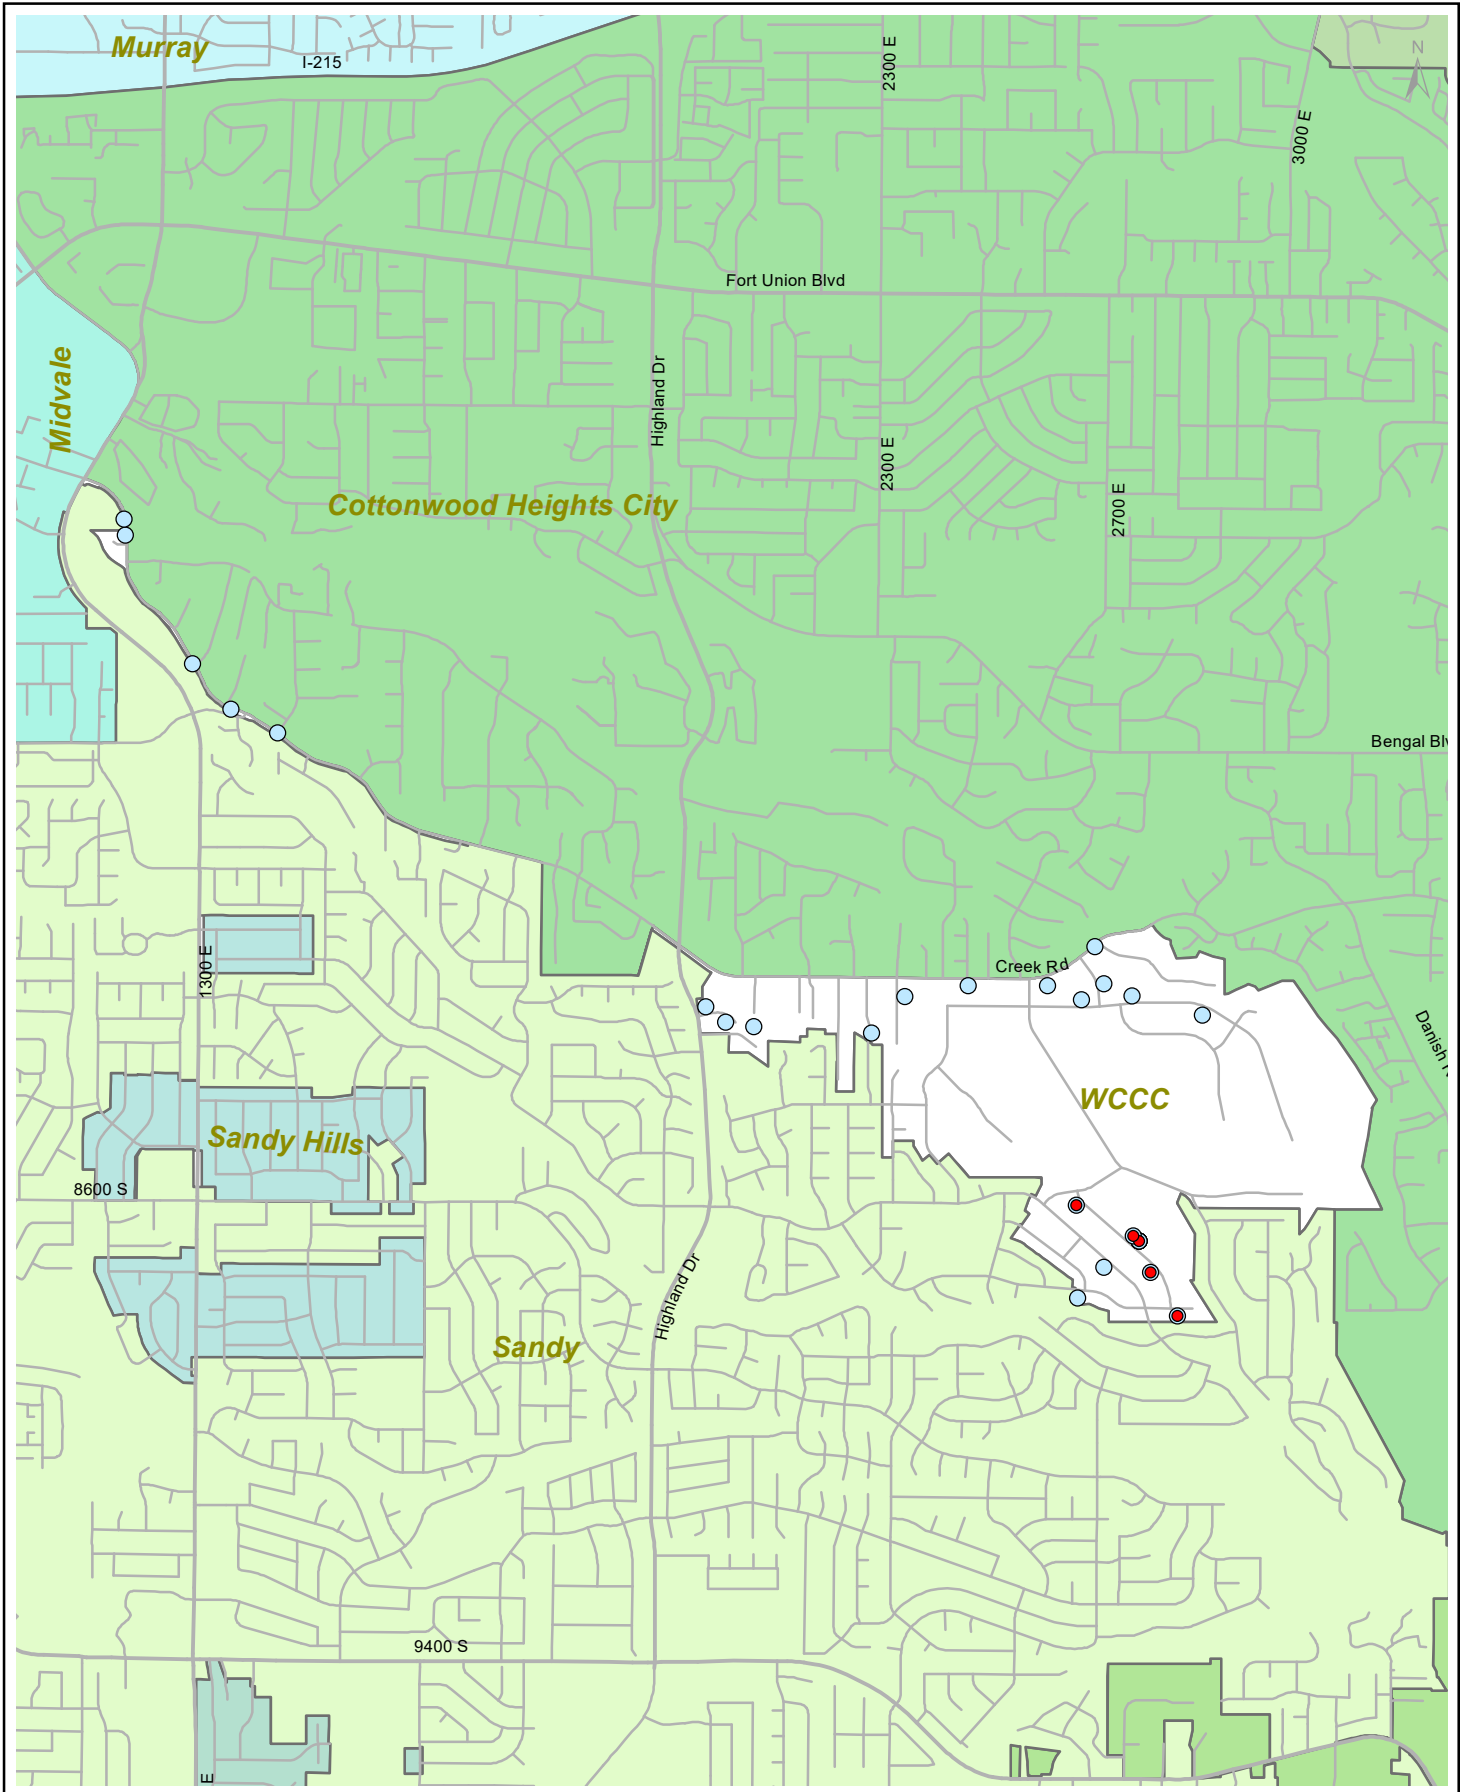 Murray
I-215
2300 E
N
3000 E
Fort Union Blvd
Midvale
Highland Dr
2300 E
Cottonwood Heights City
2700 E
Bengal Blv
1300 E
Creek Rd
Danish
WCCC
Sandy Hills
8600 S
Highland Dr
Sandy
9400 S
E